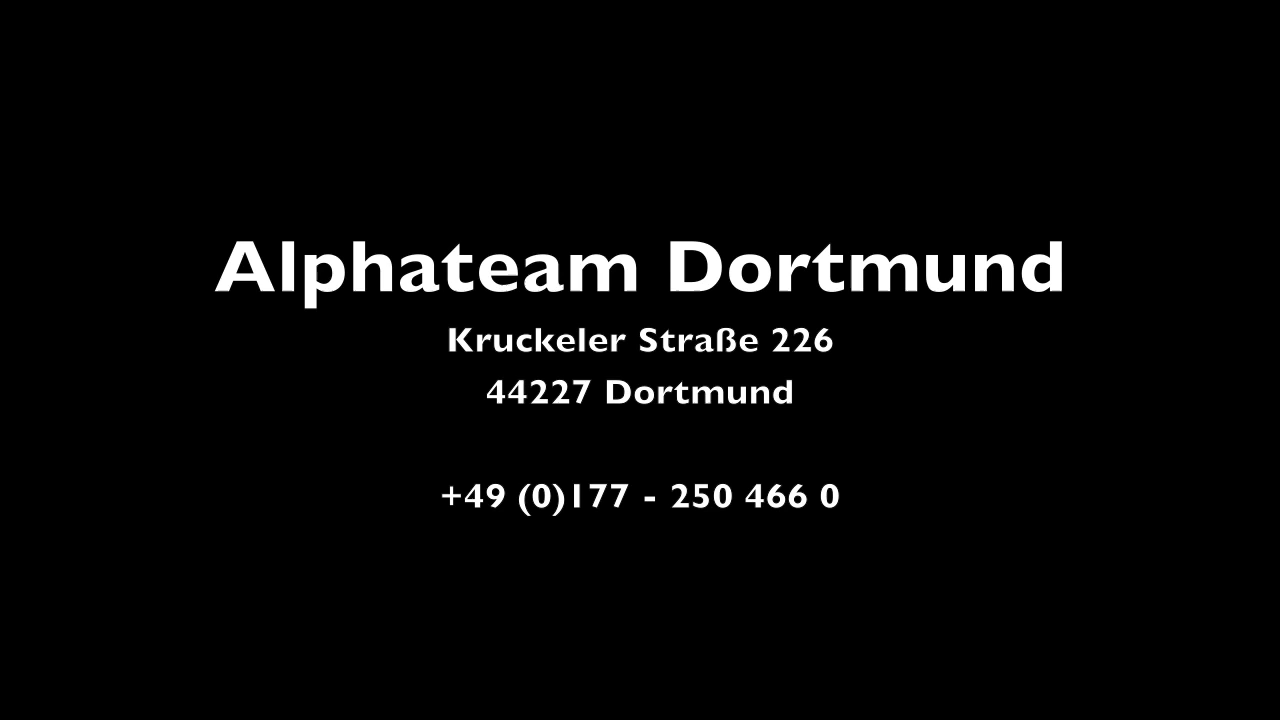 Alphateam Dortmund
Kruckeler Straße 226
44227 Dortmund
+49 (0)177 - 250 466 0